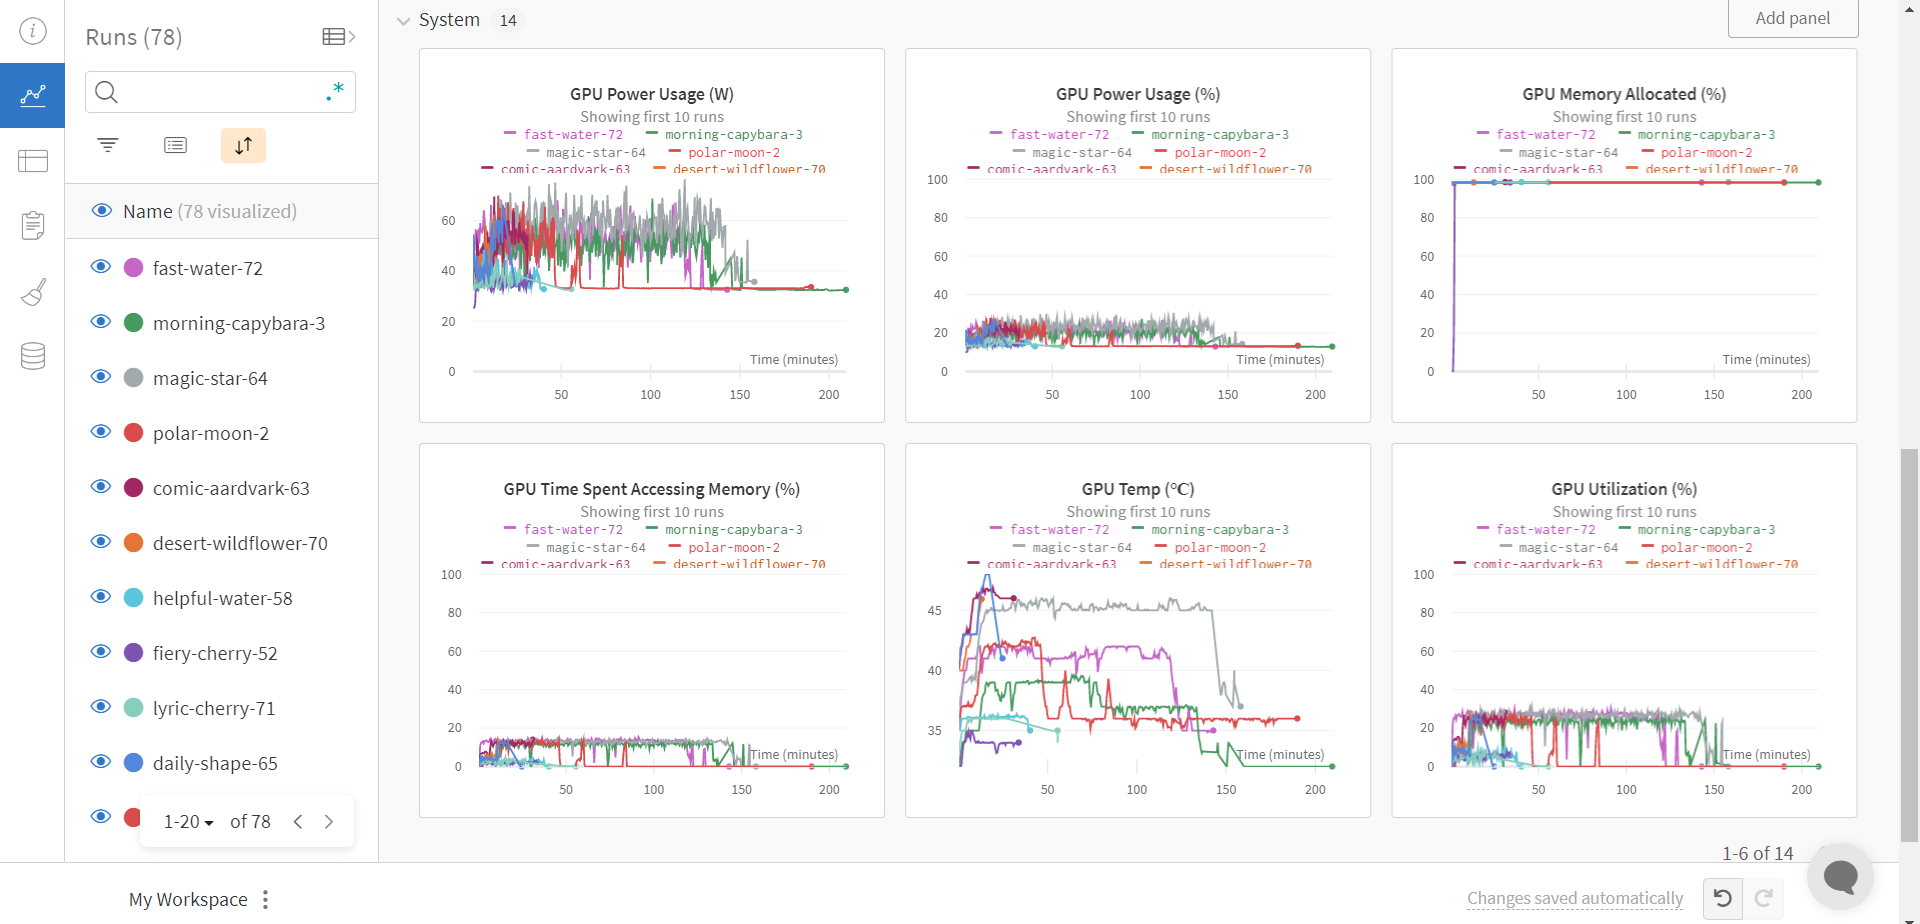 Runs (78)
.*
Name (78 visualized)
fast-water-72
morning-capybara-3
magic-star-64
polar-moon-2
comic-aardvark-63
desert-wildflower-70
helpful-water-58
fiery-cherry-52
lyric-cherry-71
daily-shape-65
1-20 of 78
My Workspace
System 14
Add panel
GPU Power Usage (W)
Showing first 10 runs
fast-water-72 morning-capybara-3
magic-star-64 polar-moon-2
comic-aardvark-63 desert-wildflower-70
60
40
20
0
Time (minutes)
50 100 150 200
GPU Power Usage (%)
Showing first 10 runs
fast-water-72 morning-capybara-3
magic-star-64 polar-moon-2
comic-aardvark-63 desert-wildflower-70
100
80
60
40
20
0
Time (minutes)
50 100 150 200
GPU Memory Allocated (%)
Showing first 10 runs
fast-water-72 morning-capybara-3
magic-star-64 polar-moon-2
comic-aardvark-63 desert-wildflower-70
100
80
60
40
20
0
Time (minutes)
50 100 150 200
GPU Time Spent Accessing Memory (%)
Showing first 10 runs
fast-water-72 morning-capybara-3
magic-star-64 polar-moon-2
comic-aardvark-63 desert-wildflower-70
100
80
60
40
20
0
Time (minutes)
50 100 150 200
GPU Temp (℃)
Showing first 10 runs
fast-water-72 morning-capybara-3
magic-star-64 polar-moon-2
comic-aardvark-63 desert-wildflower-70
45
40
35
Time (minutes)
50 100 150 200
GPU Utilization (%)
Showing first 10 runs
fast-water-72 morning-capybara-3
magic-star-64 polar-moon-2
comic-aardvark-63 desert-wildflower-70
100
80
60
40
20
0
Time (minutes)
50 100 150 200
1-6 of 14
Changes saved automatically